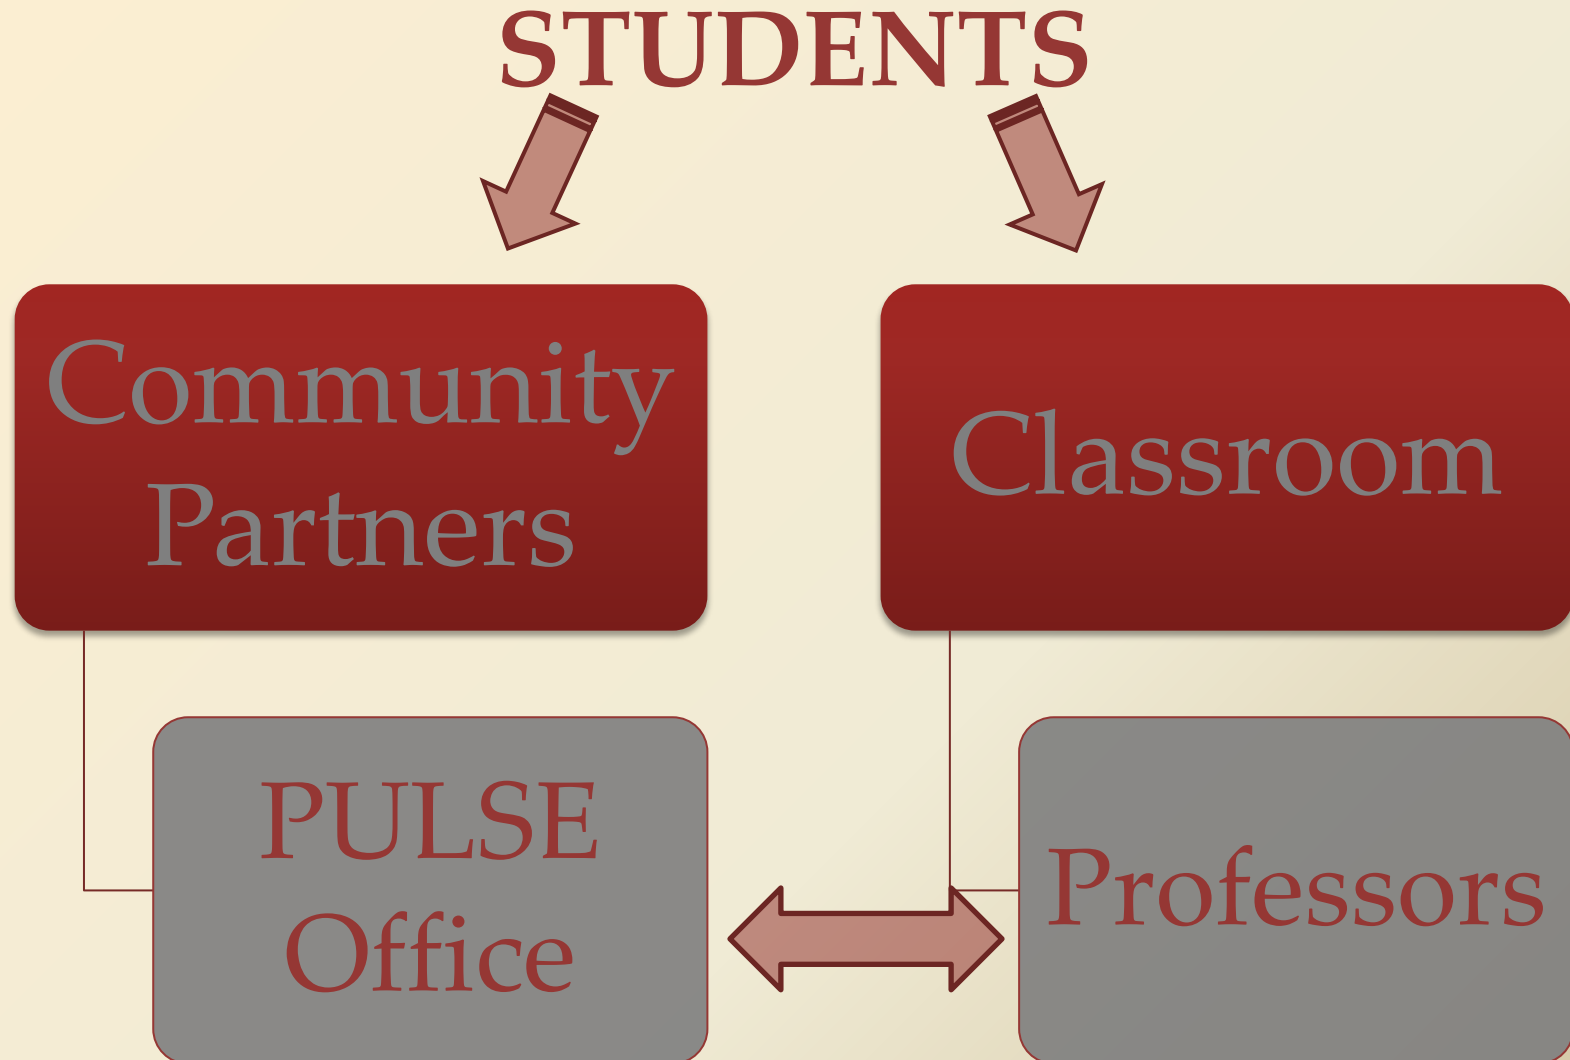 STUDENTS
Community
Partners
Classroom
PULSE
Office
Professors